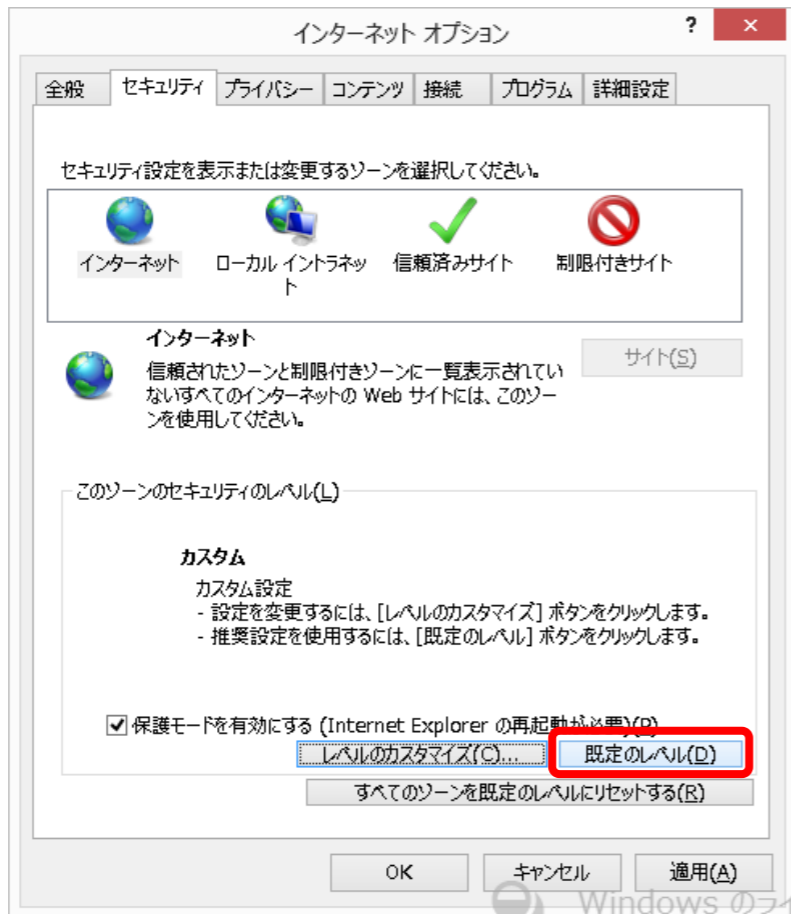 インターネット オプション
?
×
全般 セキュリティ プライバシー コンテンツ 接続 プログラム 詳細設定
セキュリティ設定を表示または変更するゾーンを選択してください。
インターネット
ローカル イントラネッ
ト
信頼済みサイト
制限付きサイト
インターネット
信頼されたゾーンと制限付きゾーンに一覧表示されてい
ないすべてのインターネットの Web サイトには、このゾー
ンを使用してください。
サイト(S)
このゾーンのセキュリティのレベル(L)
カスタム
カスタム設定
- 設定を変更するには、[レベルのカスタマイズ] ボタンをクリックします。
- 推奨設定を使用するには、[既定のレベル] ボタンをクリックします。
保護モードを有効にする (Internet Explorer の再起動が必要)(P)
レベルのカスタマイズ(C)... 既定のレベル(D)
すべてのゾーンを既定のレベルにリセットする(R)
OK キャンセル 適用(A)
Windows のライ